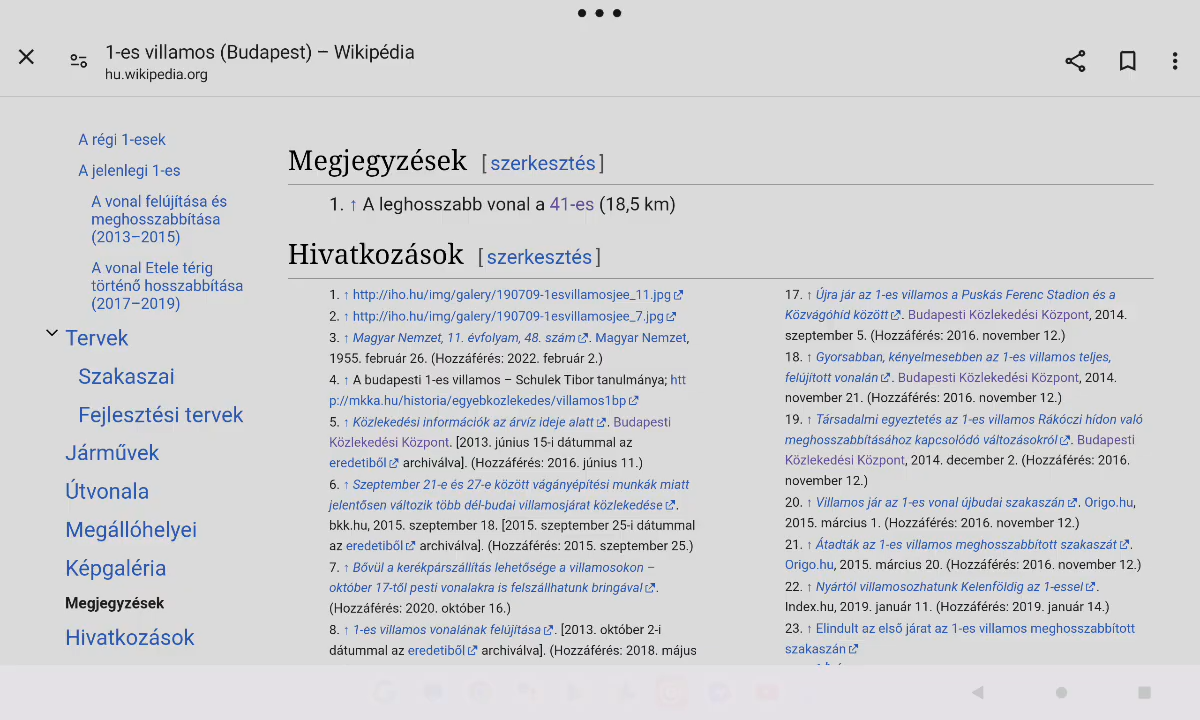 1-es villamos (Budapest) – Wikipédia
hu.wikipedia.org
A régi 1-esek
A jelenlegi 1-es
A vonal felújítása és
meghosszabbítása
(2013–2015)
A vonal Etele térig
történő hosszabbítása
(2017–2019)
Tervek
Szakaszai
Fejlesztési tervek
Járművek
Útvonala
Megállóhelyei
Képgaléria
Megjegyzések
Hivatkozások
Megjegyzések [szerkesztés]
1. ↑ A leghosszabb vonal a 41-es (18,5 km)
Hivatkozások [szerkesztés]
1. ↑ http://iho.hu/img/galery/190709-1esvillamosjee_11.jpg
2. ↑ http://iho.hu/img/galery/190709-1esvillamosjee_7.jpg
3. ↑ Magyar Nemzet, 11. évfolyam, 48. szám. Magyar Nemzet,
1955. február 26. (Hozzáférés: 2022. február 2.)
4. ↑ A budapesti 1-es villamos – Schulek Tibor tanulmánya; htt
p://mkka.hu/historia/egyebkozlekedes/villamos1bp
5. ↑ Közlekedési információk az árvíz ideje alatt. Budapesti
Közlekedési Központ. [2013. június 15-i dátummal az
eredetiből archiválva]. (Hozzáférés: 2016. június 11.)
6. ↑ Szeptember 21-e és 27-e között vágányépítési munkák miatt
jelentősen változik több dél-budai villamosjárat közlekedése.
bkk.hu, 2015. szeptember 18. [2015. szeptember 25-i dátummal
az eredetiből archiválva]. (Hozzáférés: 2015. szeptember 25.)
7. ↑ Bővül a kerékpárszállítás lehetősége a villamosokon –
október 17-től pesti vonalakra is felszállhatunk bringával.
(Hozzáférés: 2020. október 16.)
8. ↑ 1-es villamos vonalának felújítása. [2013. október 2-i
dátummal az eredetiből archiválva]. (Hozzáférés: 2018. május
17. ↑ Újra jár az 1-es villamos a Puskás Ferenc Stadion és a
Közvágóhíd között. Budapesti Közlekedési Központ, 2014.
szeptember 5. (Hozzáférés: 2016. november 12.)
18. ↑ Gyorsabban, kényelmesebben az 1-es villamos teljes,
felújított vonalán. Budapesti Közlekedési Központ, 2014.
november 21. (Hozzáférés: 2016. november 12.)
19. ↑ Társadalmi egyeztetés az 1-es villamos Rákóczi hídon való
meghosszabbításához kapcsolódó változásokról. Budapesti
Közlekedési Központ, 2014. december 2. (Hozzáférés: 2016.
november 12.)
20. ↑ Villamos jár az 1-es vonal újbudai szakaszán. Origo.hu,
2015. március 1. (Hozzáférés: 2016. november 12.)
21. ↑ Átadták az 1-es villamos meghosszabbított szakaszát.
Origo.hu, 2015. március 20. (Hozzáférés: 2016. november 12.)
22. ↑ Nyártól villamosozhatunk Kelenföldig az 1-essel.
Index.hu, 2019. január 11. (Hozzáférés: 2019. január 14.)
23. ↑ Elindult az első járat az 1-es villamos meghosszabbított
szakaszán